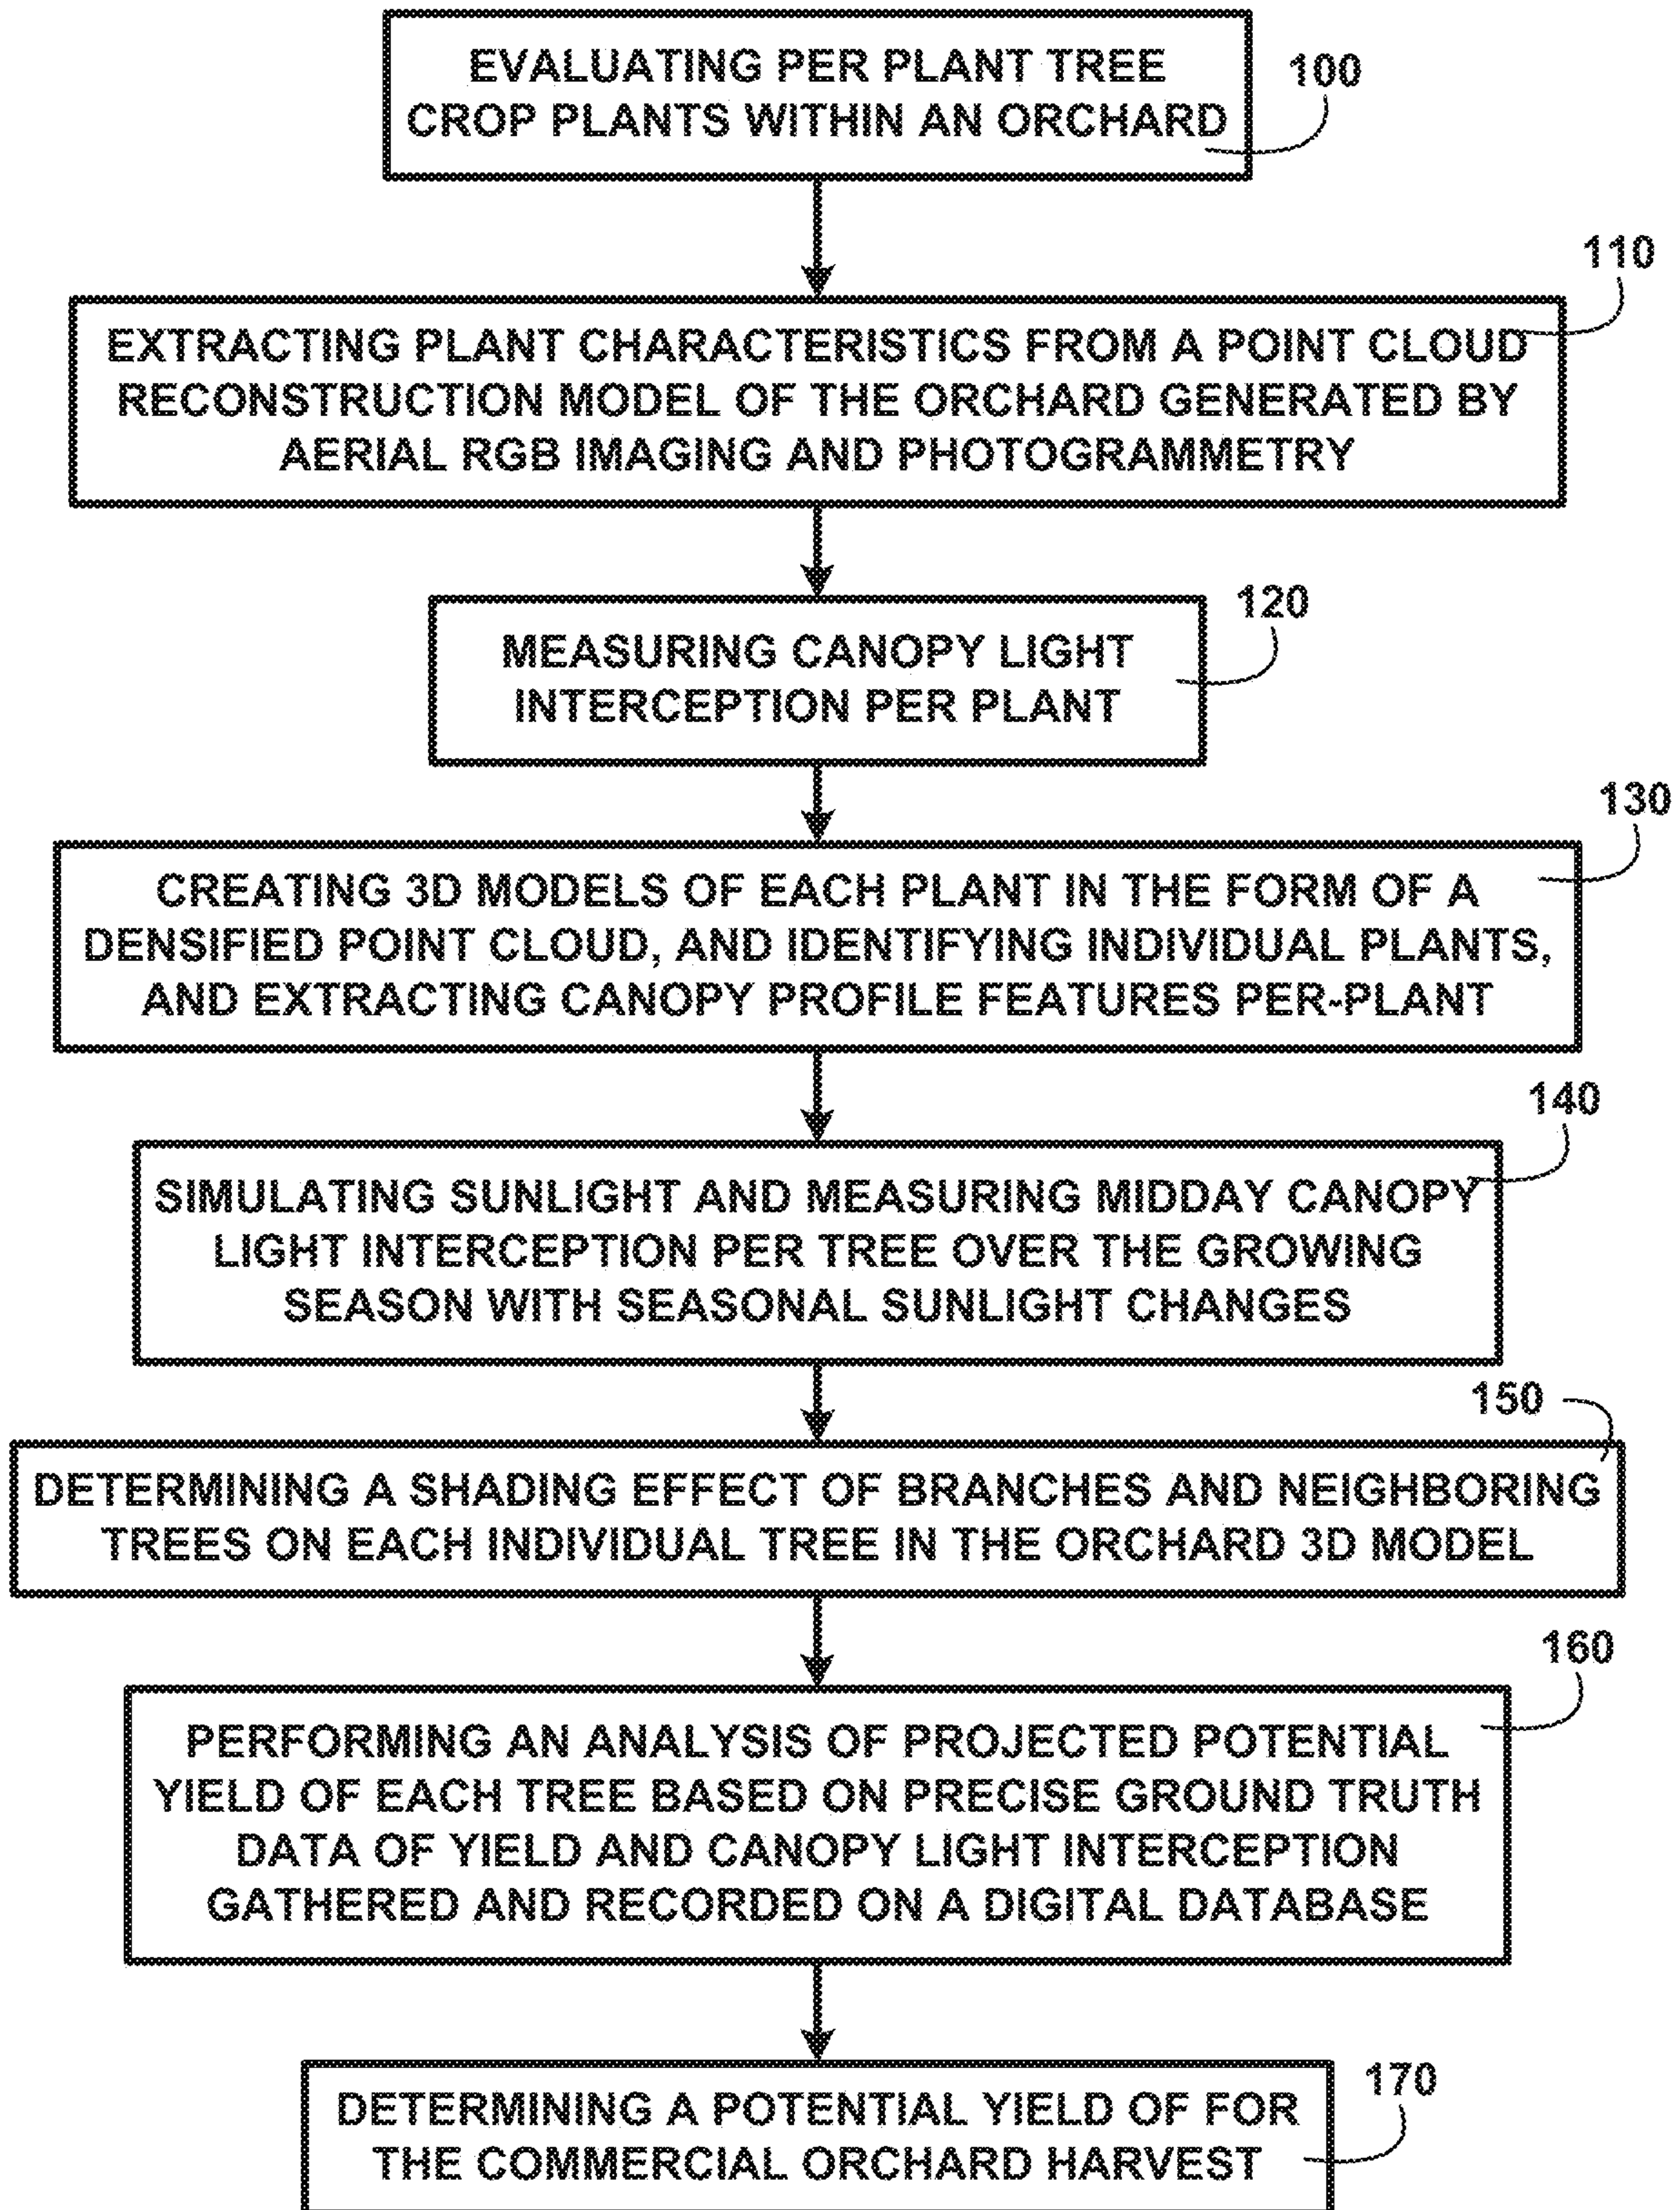 EVALUATING PER PLANT TREE
CROP PLANTS WITHIN AN ORCHARD
100
110
EXTRACTING PLANT CHARACTERISTICS FROM A POINT CLOUD
RECONSTRUCTION MODEL OF THE ORCHARD GENERATED BY
AERIAL RGB IMAGING AND PHOTOGRAMMETRY
120
MEASURING CANOPY LIGHT
INTERCEPTION PER PLANT
130
CREATING 3D MODELS OF EACH PLANT IN THE FORM OF A
DENSIFIED POINT CLOUD, AND IDENTIFYING INDIVIDUAL PLANTS,
AND EXTRACTING CANOPY PROFILE FEATURES PER-PLANT
140
SIMULATING SUNLIGHT AND MEASURING MIDDAY CANOPY
LIGHT INTERCEPTION PER TREE OVER THE GROWING
SEASON WITH SEASONAL SUNLIGHT CHANGES
150
DETERMINING A SHADING EFFECT OF BRANCHES AND NEIGHBORING
TREES ON EACH INDIVIDUAL TREE IN THE ORCHARD 3D MODEL
160
PERFORMING AN ANALYSIS OF PROJECTED POTENTIAL
YIELD OF EACH TREE BASED ON PRECISE GROUND TRUTH
DATA OF YIELD AND CANOPY LIGHT INTERCEPTION
GATHERED AND RECORDED ON A DIGITAL DATABASE
170
DETERMINING A POTENTIAL YIELD OF FOR
THE COMMERCIAL ORCHARD HARVEST